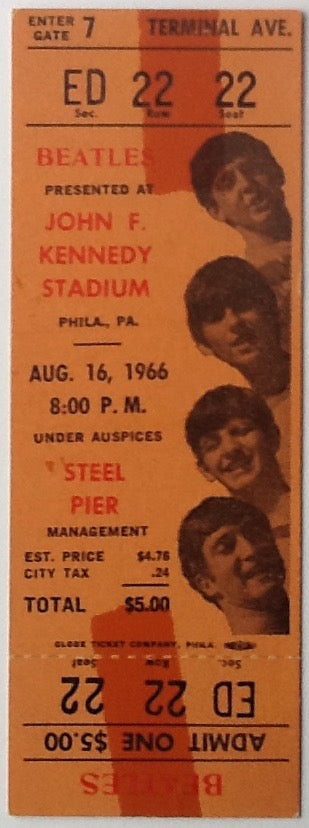 ENTER GATE 7 TERMINAL AVE.
ED 22 22
Sec. Row Seat
BEATLES
PRESENTED AT
JOHN F.
KENNEDY
STADIUM
PHILA., PA.
AUG. 16, 1966
8:00 P. M.
UNDER AUSPICES
STEEL
PIER
MANAGEMENT
EST. PRICE $4.76
CITY TAX .24
TOTAL $5.00
GLOBE TICKET COMPANY, PHILA.
Sec. Row Seat
ED 22 22
ADMIT ONE $5.00
BEATLES